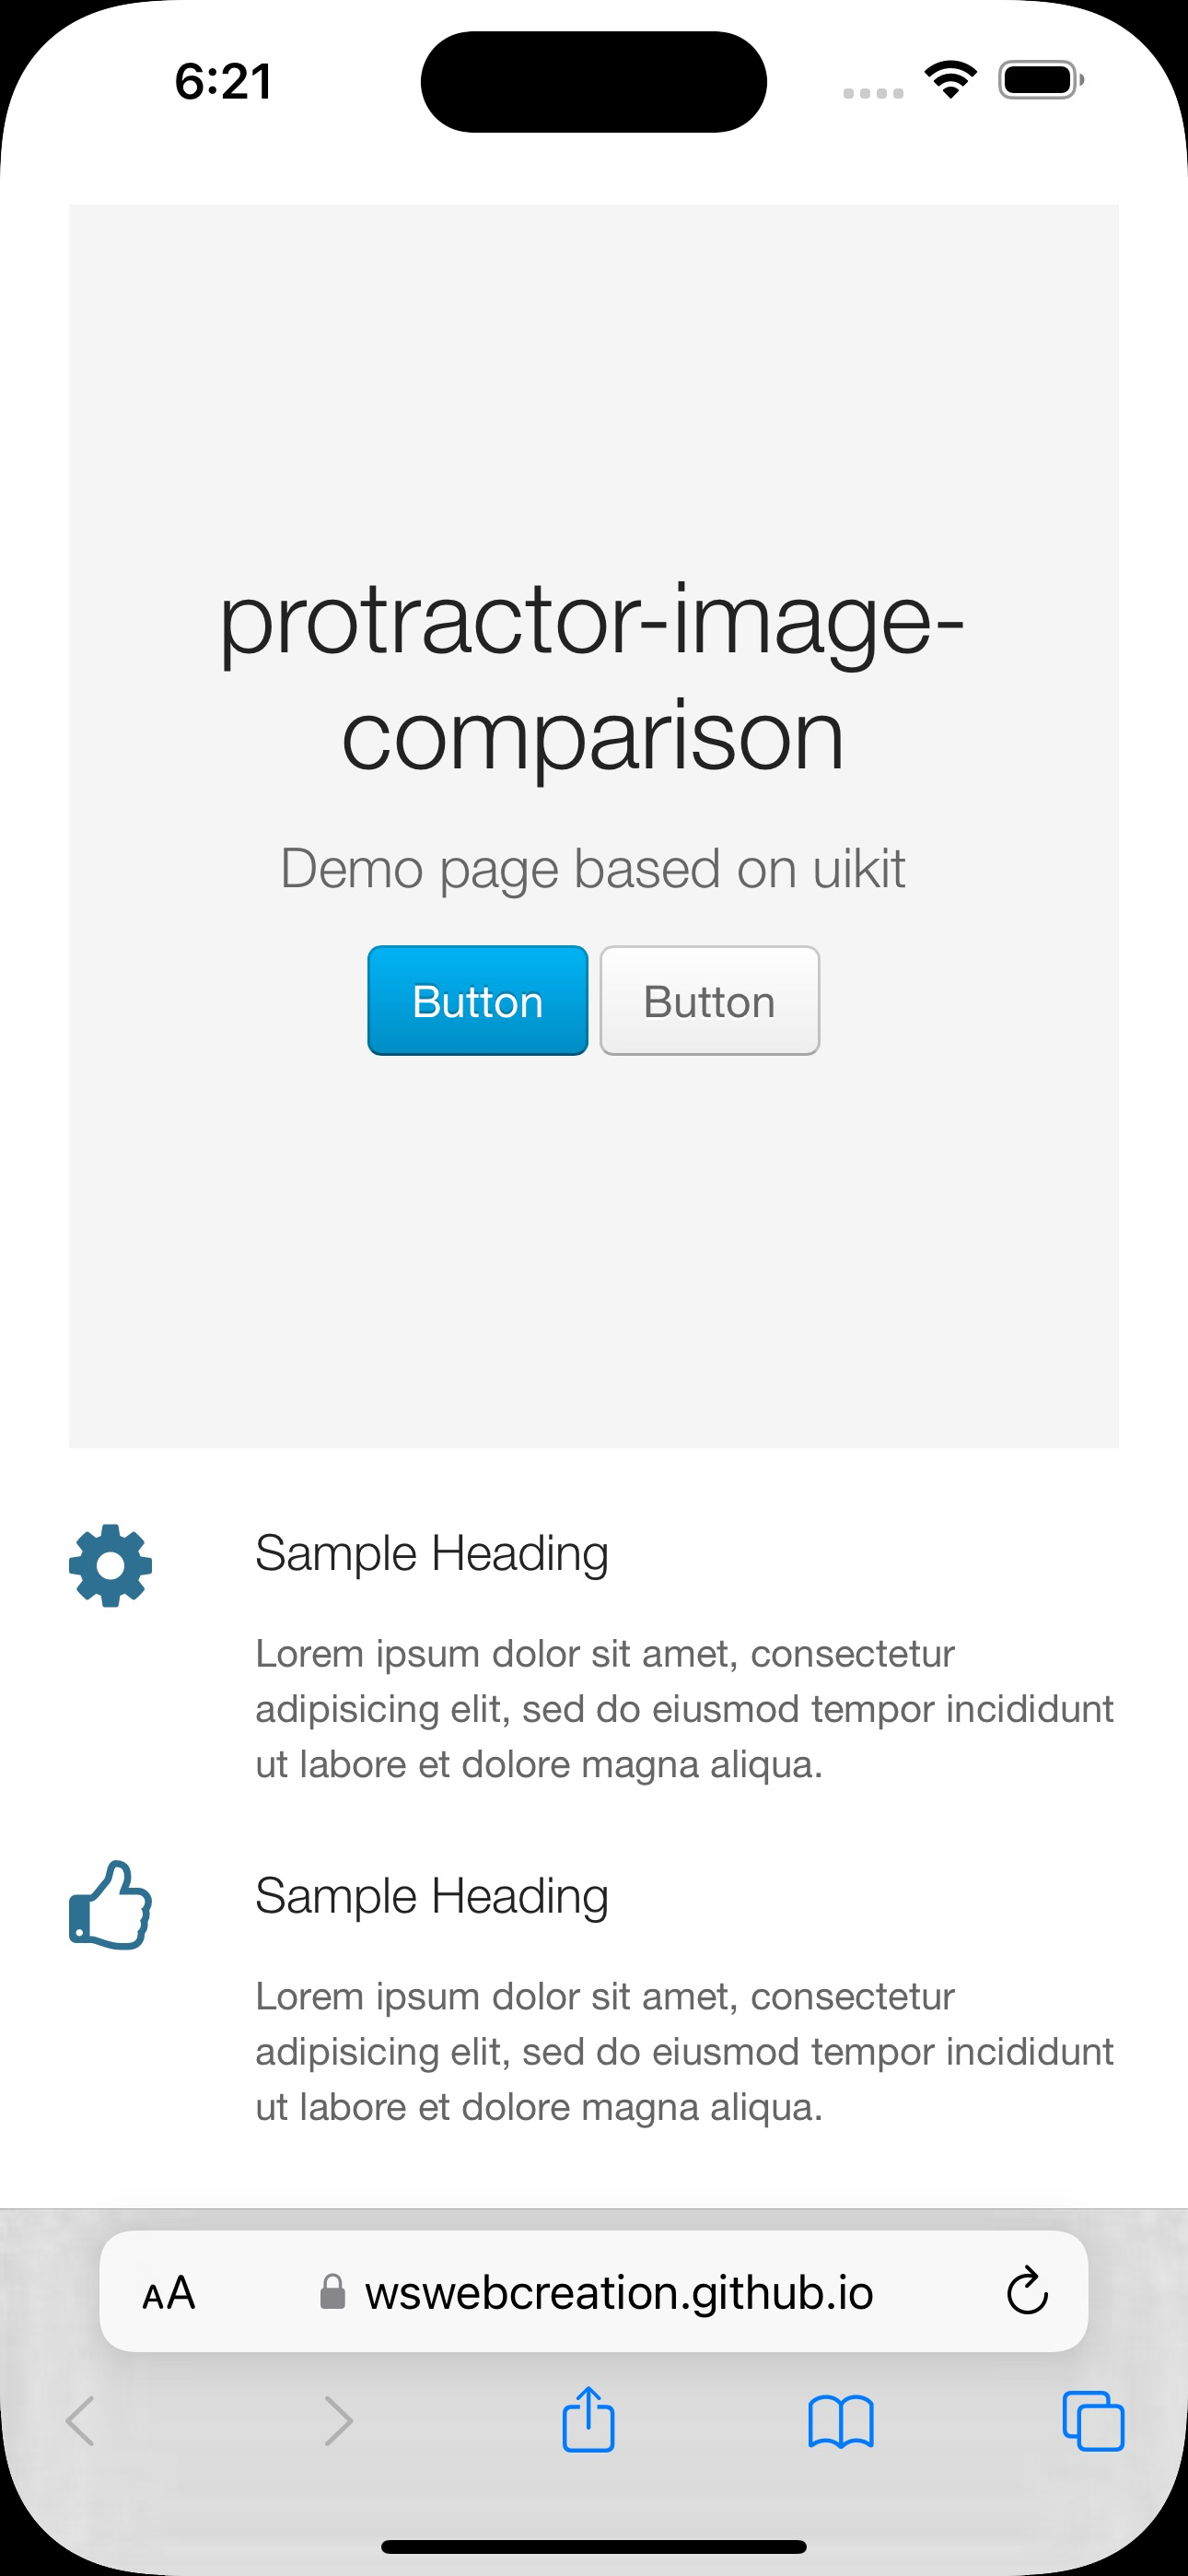 6:21
protractor-image-
comparison
Demo page based on uikit
Button Button
Sample Heading
Lorem ipsum dolor sit amet, consectetur
adipisicing elit, sed do eiusmod tempor incididunt
ut labore et dolore magna aliqua.
Sample Heading
Lorem ipsum dolor sit amet, consectetur
adipisicing elit, sed do eiusmod tempor incididunt
ut labore et dolore magna aliqua.
AA wswebcreation.github.io